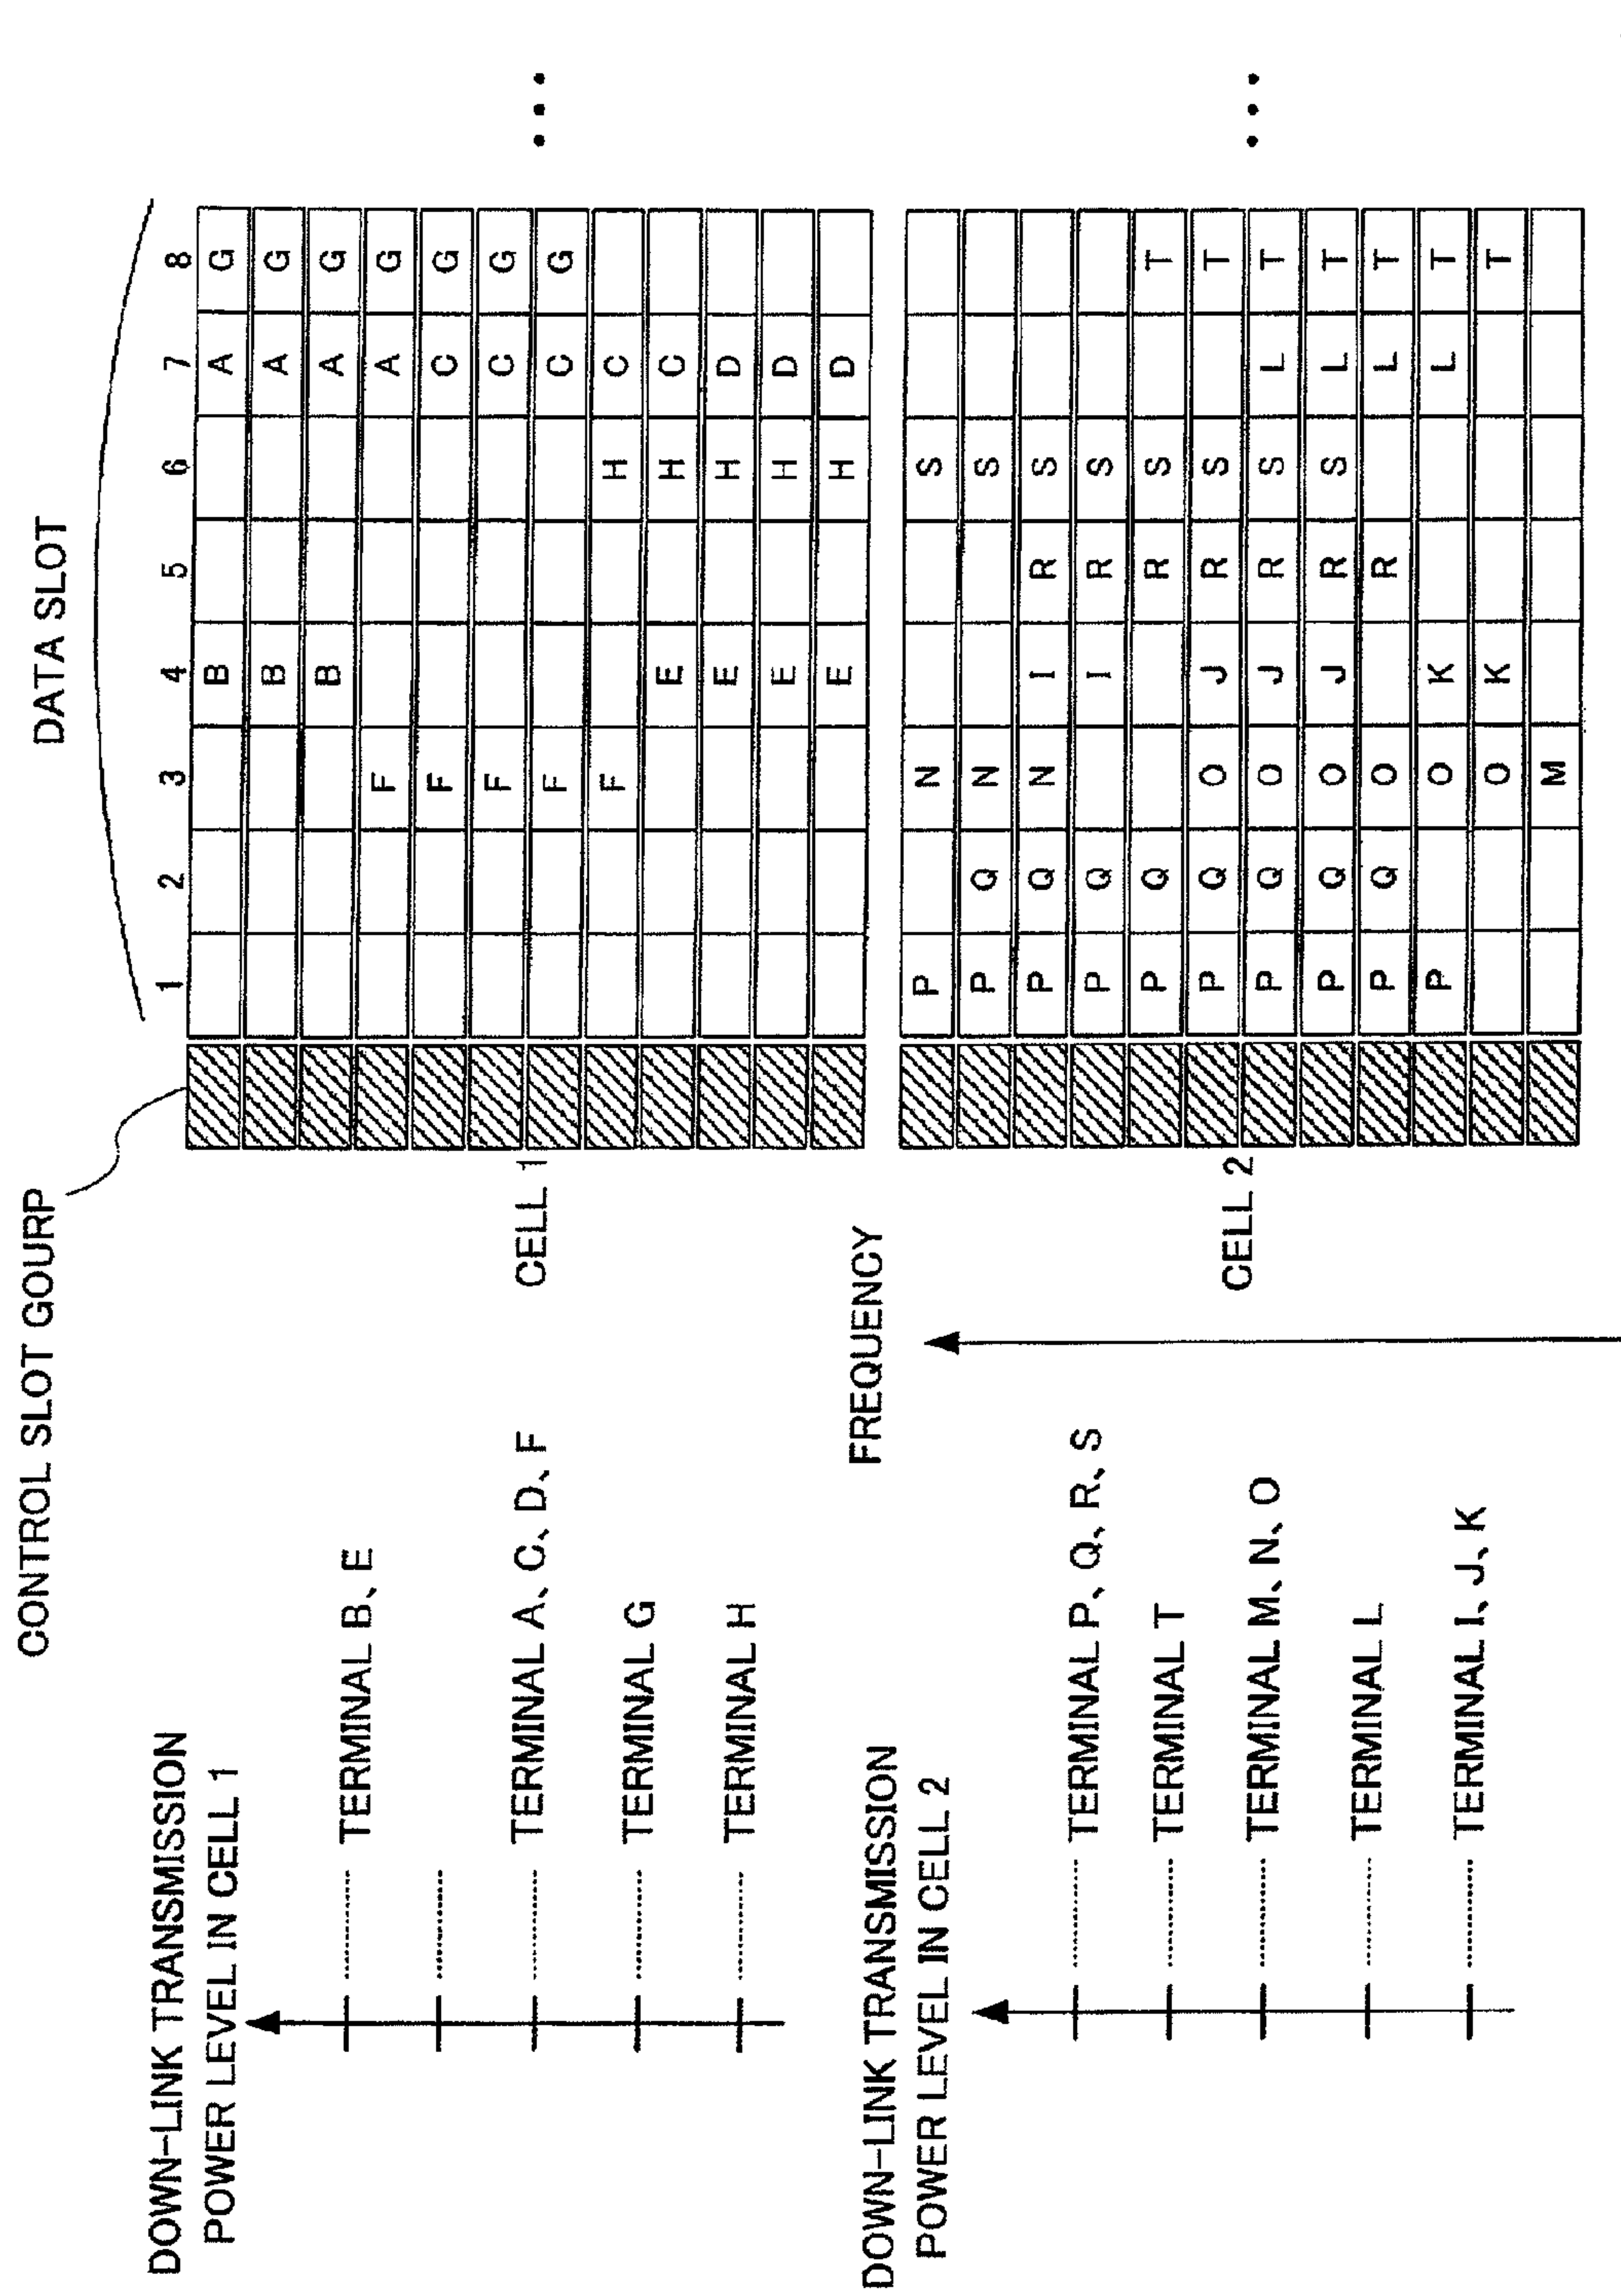 CONTROL SLOT GOURP
DATA SLOT
1 2 3 4 5 6 7 8
DOWN-LINK TRANSMISSION
POWER LEVEL IN CELL 1
TERMINAL B、E
TERMINAL A、C、D、F
TERMINAL G
TERMINAL H
CELL 1
B A G
B A G
B A G
F A G
F C G
F C G
F C G
F H C
E H C
E H D
E H D
E H D
FREQUENCY
DOWN-LINK TRANSMISSION
POWER LEVEL IN CELL 2
TERMINAL P、Q、R、S
TERMINAL T
TERMINAL M、N、O
TERMINAL L
TERMINAL I、J、K
CELL 2
P N S
P Q N S
P Q N I R S
P Q I R S
P Q R S T
P Q O J R S T
P Q O J R S L T
P Q O J R S L T
P Q O R L T
P O K L T
O K T
M